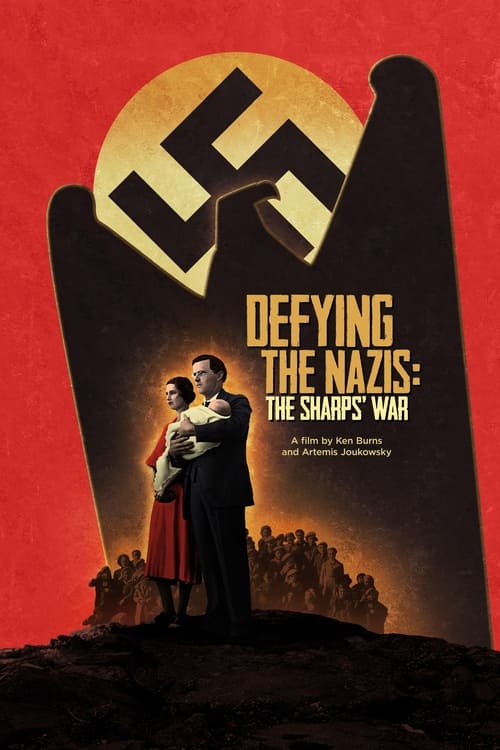 DEFYING
THE NAZIS:
THE SHARPS' WAR
A film by Ken Burns
and Artemis Joukowsky